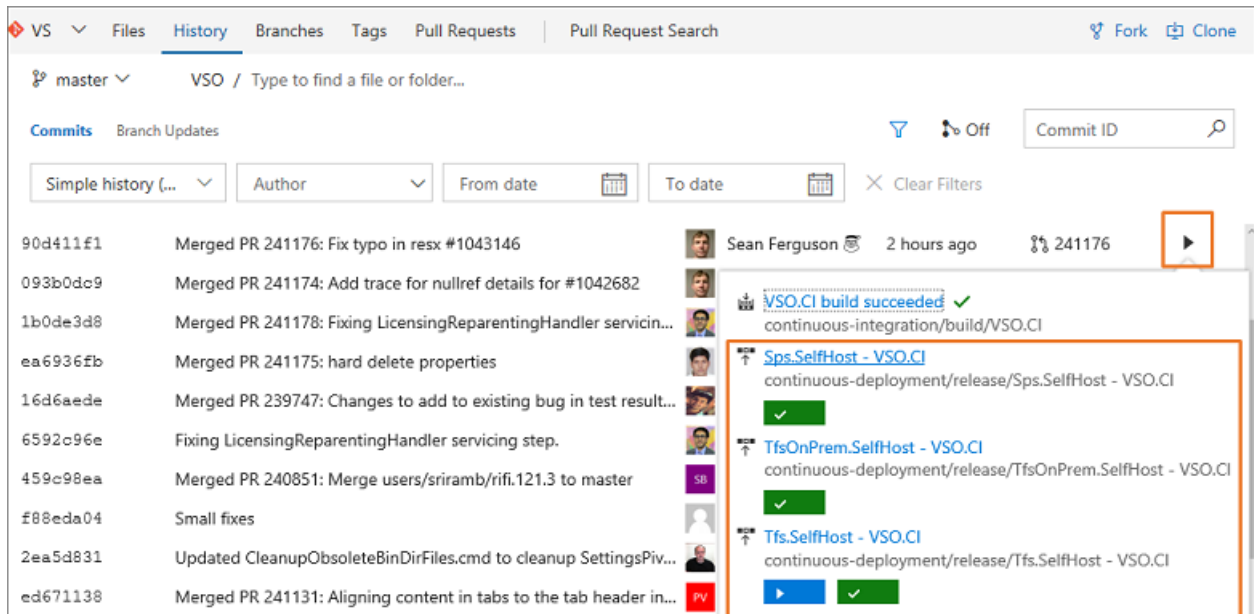 VS Files History Branches Tags Pull Requests Pull Request Search Fork Clone
master VSO / Type to find a file or folder...
Commits Branch Updates Off Commit ID
Simple history (... Author From date To date Clear Filters
90d411f1 Merged PR 241176: Fix typo in resx #1043146 Sean Ferguson 2 hours ago 241176
093b0dc9 Merged PR 241174: Add trace for nullref details for #1042682
VSO.CI build succeeded
continuous-integration/build/VSO.CI
1b0de3d8 Merged PR 241178: Fixing LicensingReparentingHandler servicin...
ea6936fb Merged PR 241175: hard delete properties
Sps.SelfHost - VSO.CI
continuous-deployment/release/Sps.SelfHost - VSO.CI
16d6aede Merged PR 239747: Changes to add to existing bug in test result...
6592c96e Fixing LicensingReparentingHandler servicing step.
TfsOnPrem.SelfHost - VSO.CI
continuous-deployment/release/TfsOnPrem.SelfHost - VSO.CI
459c98ea Merged PR 240851: Merge users/sriramb/rifi.121.3 to master SB
f88eda04 Small fixes
Tfs.SelfHost - VSO.CI
continuous-deployment/release/Tfs.SelfHost - VSO.CI
2ea5d831 Updated CleanupObsoleteBinDirFiles.cmd to cleanup SettingsPiv...
ed671138 Merged PR 241131: Aligning content in tabs to the tab header in... PV